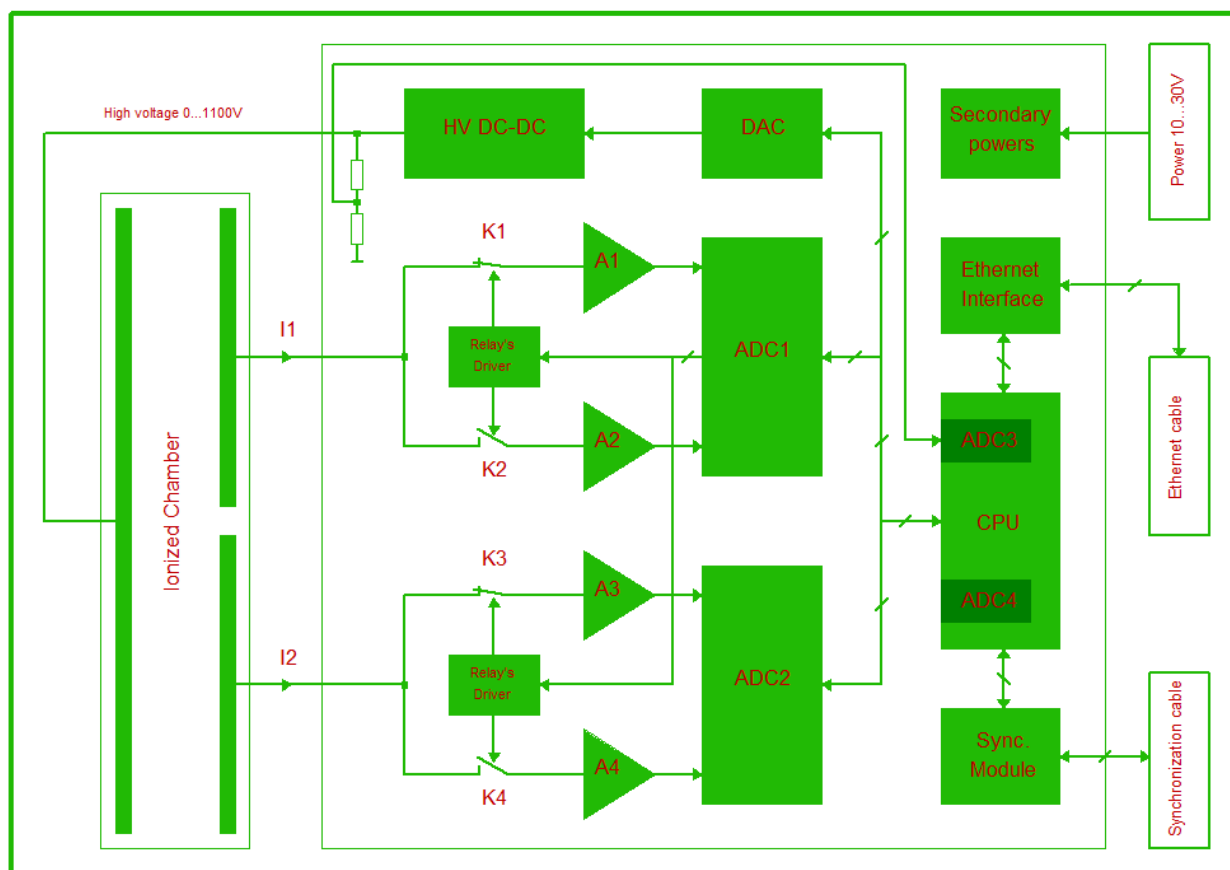 High voltage 0...1100V
HV DC-DC
DAC
Secondary
powers
Power 10...30V
K1
A1
Ethernet
Interface
I1
Relay's
Driver
ADC1
A2
K2
ADC3
CPU
ADC4
Ethernet cable
Ionized Chamber
K3
A3
I2
Relay's
Driver
ADC2
A4
K4
Sync.
Module
Synchronization cable